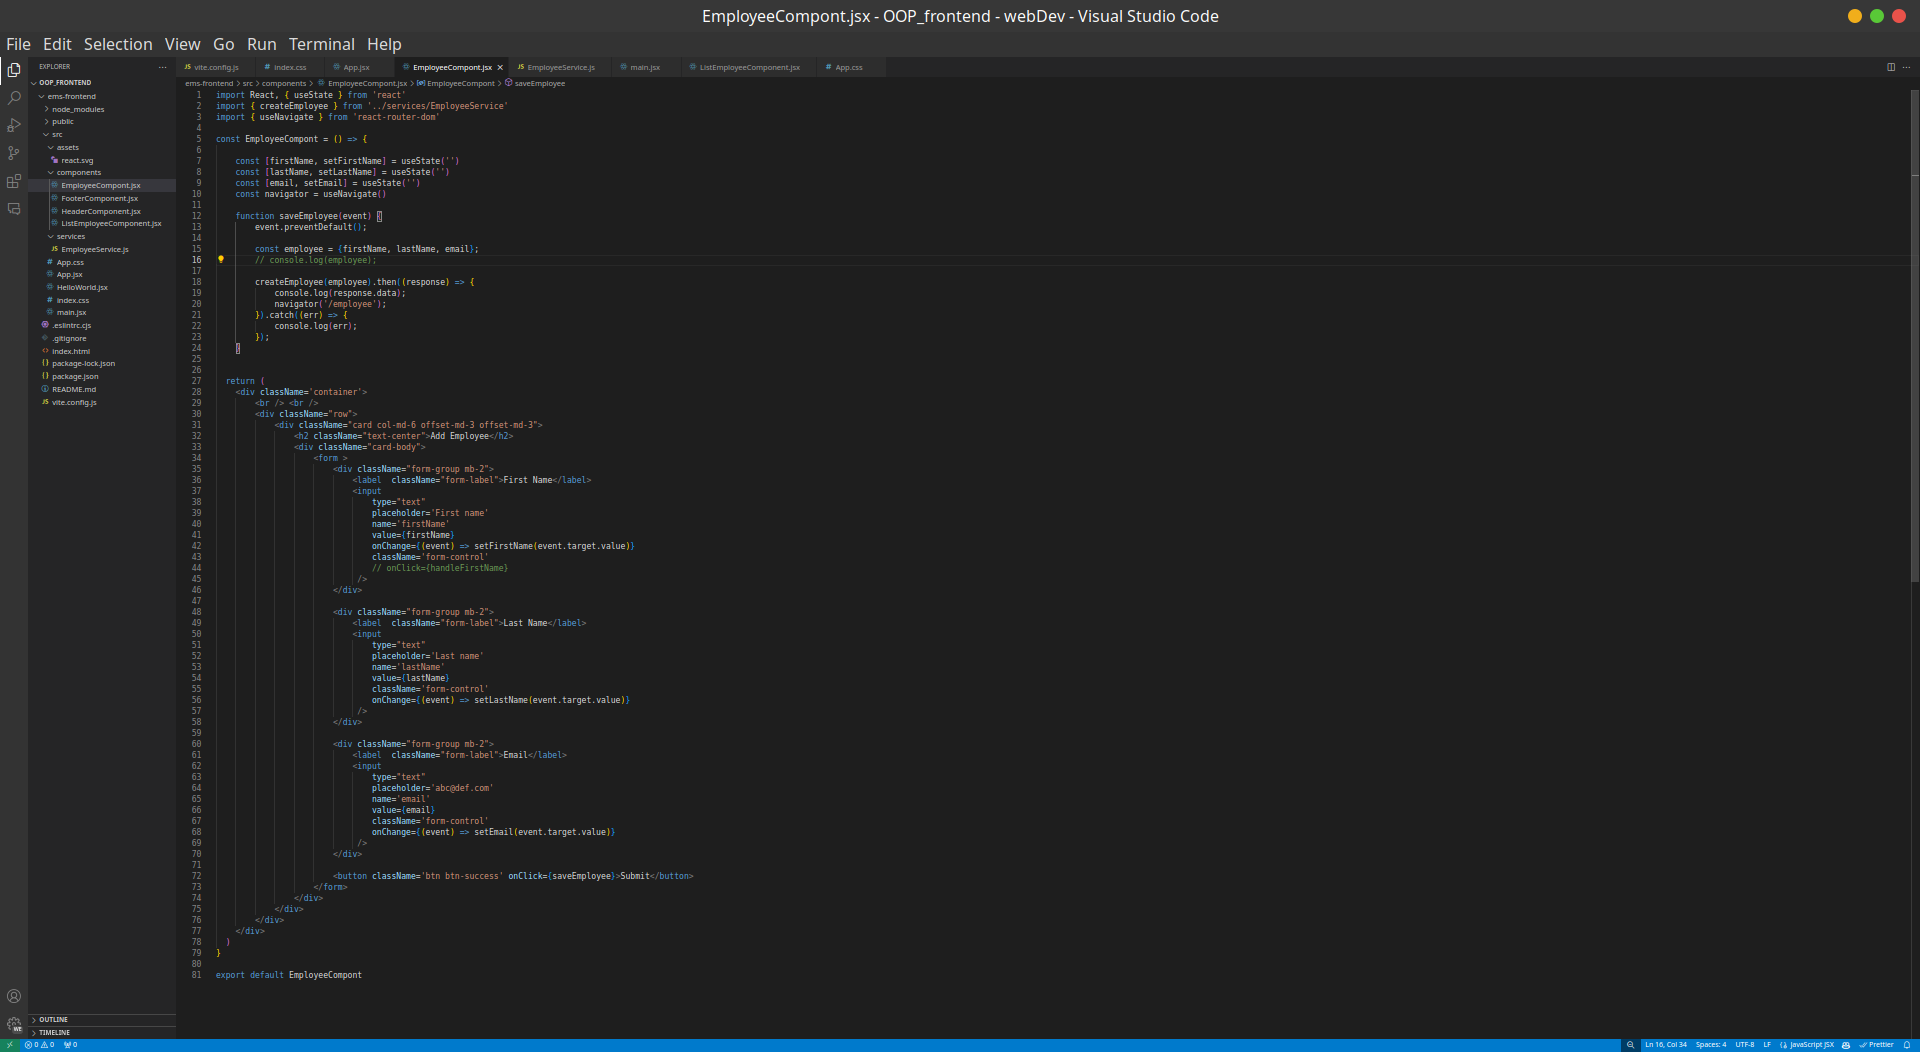 EmployeeCompont.jsx - OOP_frontend - webDev - Visual Studio Code
File Edit Selection View Go Run Terminal Help
EXPLORER
OOP_FRONTEND
ems-frontend
node_modules
public
src
assets
react.svg
components
EmployeeCompont.jsx
FooterComponent.jsx
HeaderComponent.jsx
ListEmployeeComponent.jsx
services
JS EmployeeService.js
# App.css
App.jsx
HelloWorld.jsx
# index.css
main.jsx
.eslintrc.cjs
.gitignore
<> index.html
{} package-lock.json
{} package.json
README.md
JS vite.config.js
OUTLINE
TIMELINE
JS vite.config.js # index.css App.jsx EmployeeCompont.jsx JS EmployeeService.js main.jsx ListEmployeeComponent.jsx # App.css
ems-frontend > src > components > EmployeeCompont.jsx > EmployeeCompont > saveEmployee
1 import React, { useState } from 'react'
2 import { createEmployee } from '../services/EmployeeService'
3 import { useNavigate } from 'react-router-dom'
4
5 const EmployeeCompont = () => {
6
7 const [firstName, setFirstName] = useState('')
8 const [lastName, setLastName] = useState('')
9 const [email, setEmail] = useState('')
10 const navigator = useNavigate()
11
12 function saveEmployee(event) {
13 event.preventDefault();
14
15 const employee = {firstName, lastName, email};
16 // console.log(employee);
17
18 createEmployee(employee).then((response) => {
19 console.log(response.data);
20 navigator('/employee');
21 }).catch((err) => {
22 console.log(err);
23 });
24 }
25
26
27 return (
28 <div className='container'>
29 <br /> <br />
30 <div className="row">
31 <div className="card col-md-6 offset-md-3 offset-md-3">
32 <h2 className="text-center">Add Employee</h2>
33 <div className="card-body">
34 <form >
35 <div className="form-group mb-2">
36 <label  className="form-label">First Name</label>
37 <input
38 type="text"
39 placeholder='First name'
40 name='firstName'
41 value={firstName}
42 onChange={(event) => setFirstName(event.target.value)}
43 className='form-control'
44 // onClick={handleFirstName}
45 />
46 </div>
47
48 <div className="form-group mb-2">
49 <label  className="form-label">Last Name</label>
50 <input
51 type="text"
52 placeholder='Last name'
53 name='lastName'
54 value={lastName}
55 className='form-control'
56 onChange={(event) => setLastName(event.target.value)}
57 />
58 </div>
59
60 <div className="form-group mb-2">
61 <label  className="form-label">Email</label>
62 <input
63 type="text"
64 placeholder='abc@def.com'
65 name='email'
66 value={email}
67 className='form-control'
68 onChange={(event) => setEmail(event.target.value)}
69 />
70 </div>
71
72 <button className='btn btn-success' onClick={saveEmployee}>Submit</button>
73 </form>
74 </div>
75 </div>
76 </div>
77 </div>
78 )
79 }
80
81 export default EmployeeCompont
0 0 0 Ln 16, Col 34 Spaces: 4 UTF-8 LF JavaScript JSX Prettier